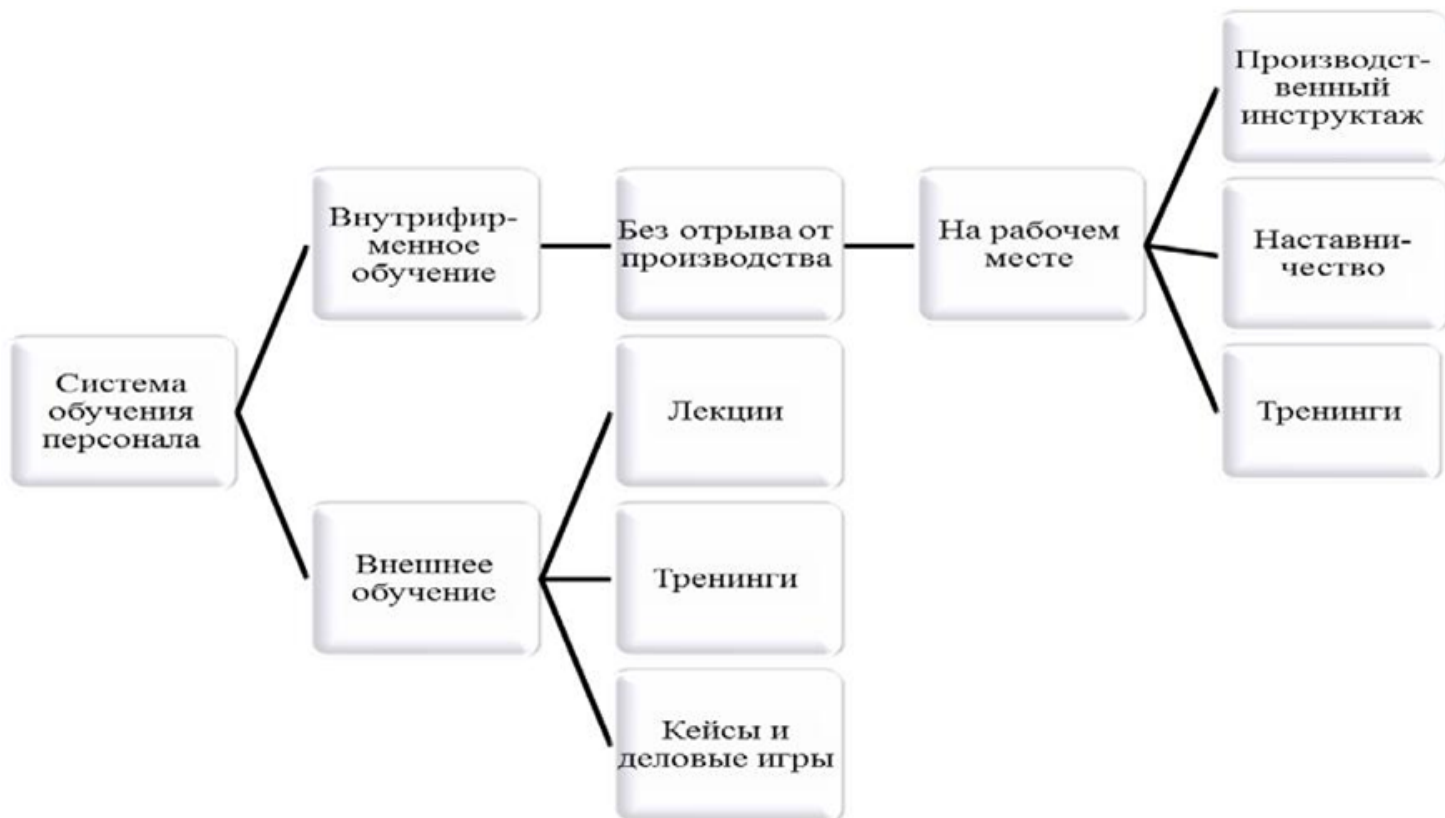 Система
обучения
персонала
Внутрифир-
менное
обучение
Без отрыва от
производства
На рабочем
месте
Производст-
венный
инструктаж
Наставни-
чество
Тренинги
Внешнее
обучение
Лекции
Тренинги
Кейсы и
деловые игры